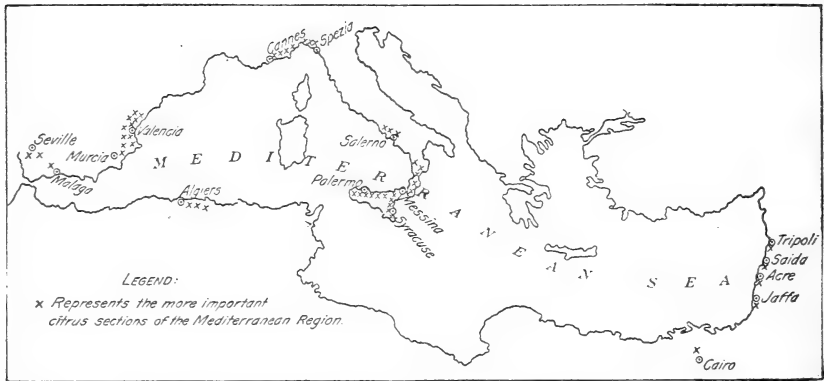 Cannes
Spezia
Seville
Valencia
Murcia
Malaga
Algiers
Salerno
Palermo
Messina
Syracuse
MEDITERRANEAN SEA
Tripoli
Saida
Acre
Jaffa
Cairo
LEGEND:
x Represents the more important
citrus sections of the Mediterranean Region.